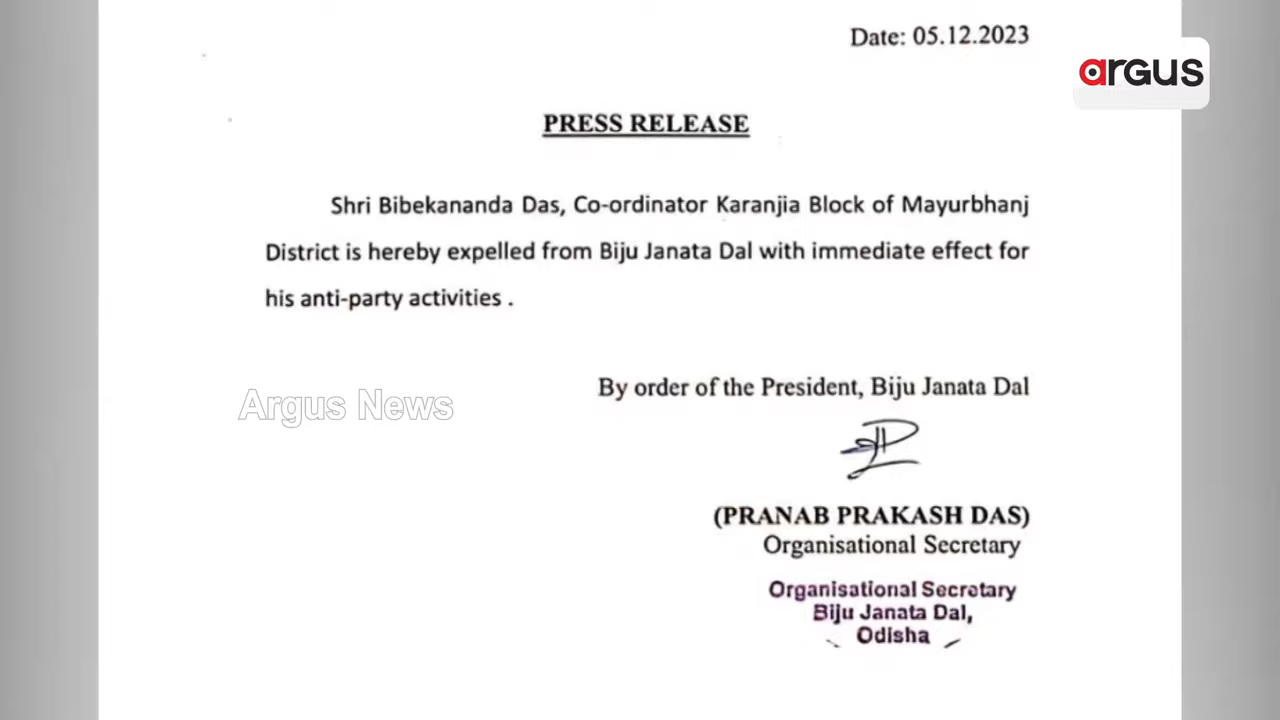 Date: 05.12.2023
argus
PRESS RELEASE
Shri Bibekananda Das, Co-ordinator Karanjia Block of Mayurbhanj
District is hereby expelled from Biju Janata Dal with immediate effect for
his anti-party activities .
By order of the President, Biju Janata Dal
Argus News
(PRANAB PRAKASH DAS)
Organisational Secretary
Organisational Secretary
Biju Janata Dal,
Odisha